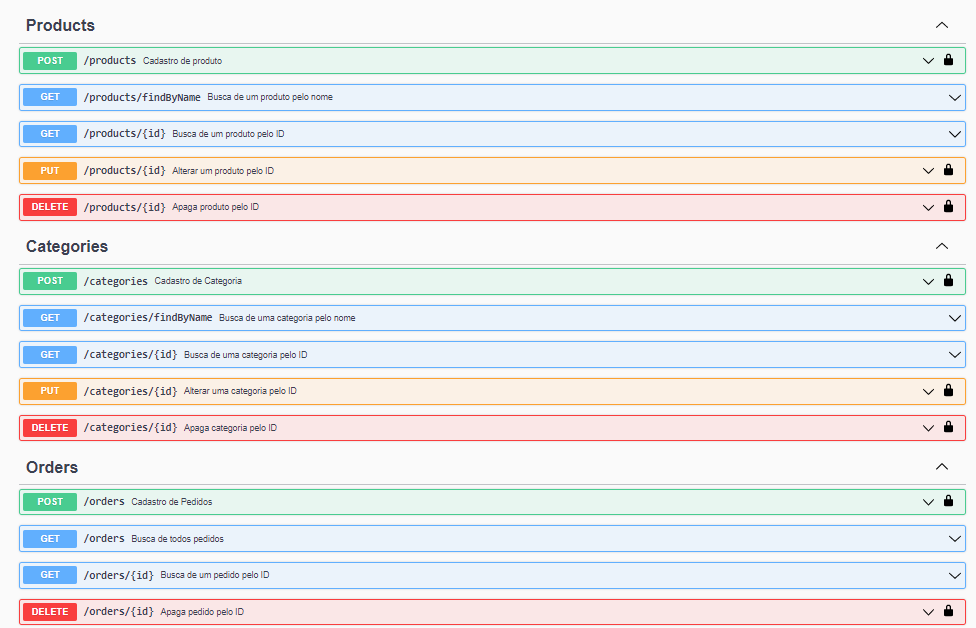 Products
POST /products Cadastro de produto
GET /products/findByName Busca de um produto pelo nome
GET /products/{id} Busca de um produto pelo ID
PUT /products/{id} Alterar um produto pelo ID
DELETE /products/{id} Apaga produto pelo ID
Categories
POST /categories Cadastro de Categoria
GET /categories/findByName Busca de uma categoria pelo nome
GET /categories/{id} Busca de uma categoria pelo ID
PUT /categories/{id} Alterar uma categoria pelo ID
DELETE /categories/{id} Apaga categoria pelo ID
Orders
POST /orders Cadastro de Pedidos
GET /orders Busca de todos pedidos
GET /orders/{id} Busca de um pedido pelo ID
DELETE /orders/{id} Apaga pedido pelo ID